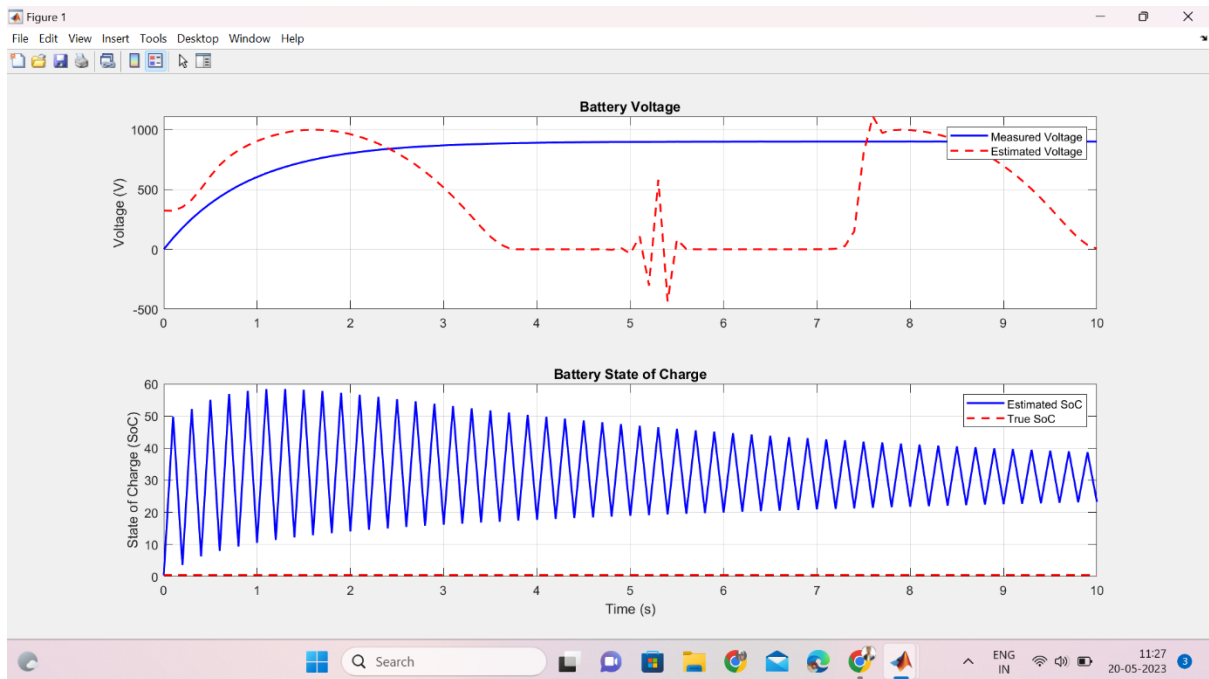 Figure 1
File Edit View Insert Tools Desktop Window Help
Battery Voltage
1000
500
0
-500
Voltage (V)
Measured Voltage
Estimated Voltage
0 1 2 3 4 5 6 7 8 9 10
Battery State of Charge
60
50
40
30
20
10
0
State of Charge (SoC)
Estimated SoC
True SoC
0 1 2 3 4 5 6 7 8 9 10
Time (s)
Search
ENG
IN
11:27
20-05-2023
3